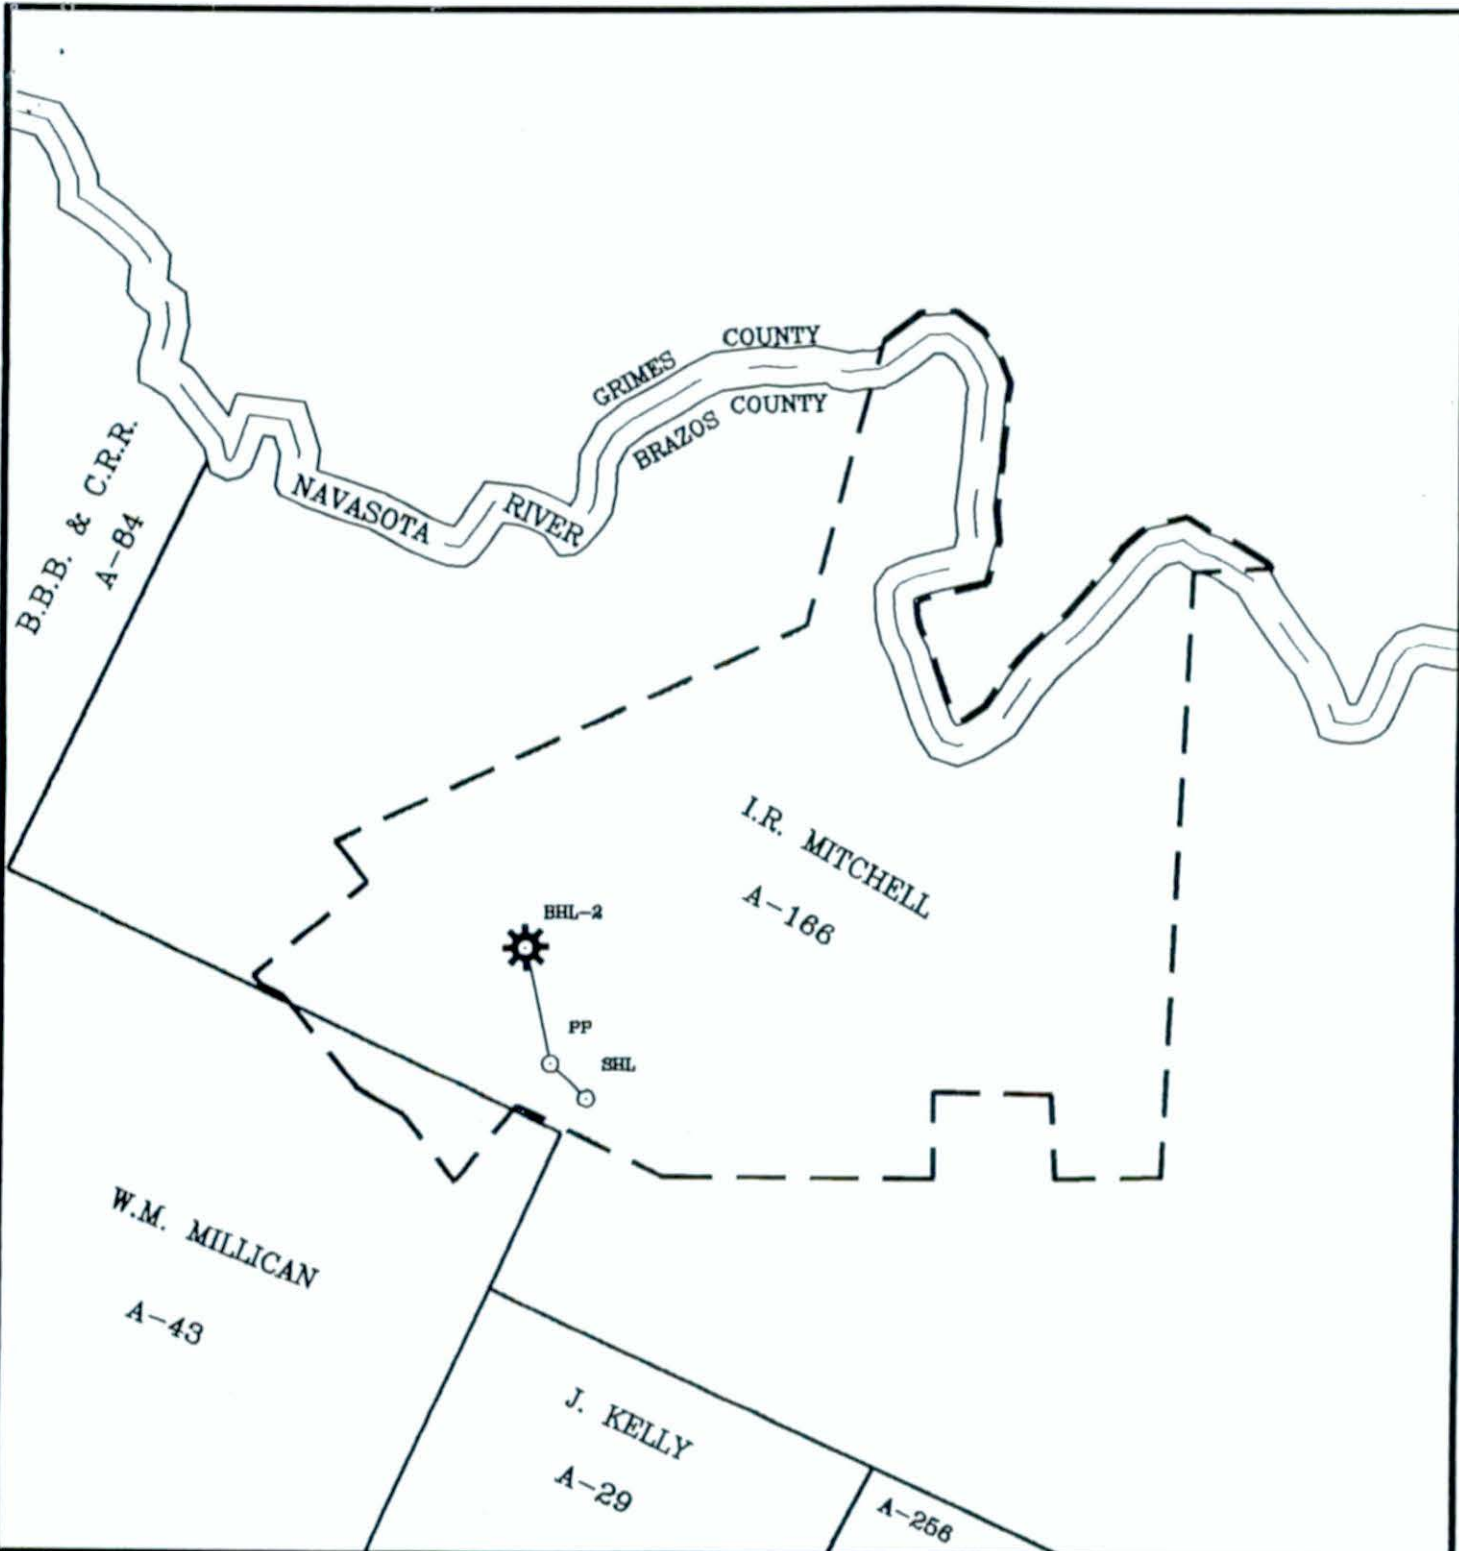 GRIMES COUNTY
BRAZOS COUNTY
NAVASOTA RIVER
B.B.B. & C.R.R.
A-84
I.R. MITCHELL
A-166
BHL-2
PP
SHL
W.M. MILLICAN
A-43
J. KELLY
A-29
A-256